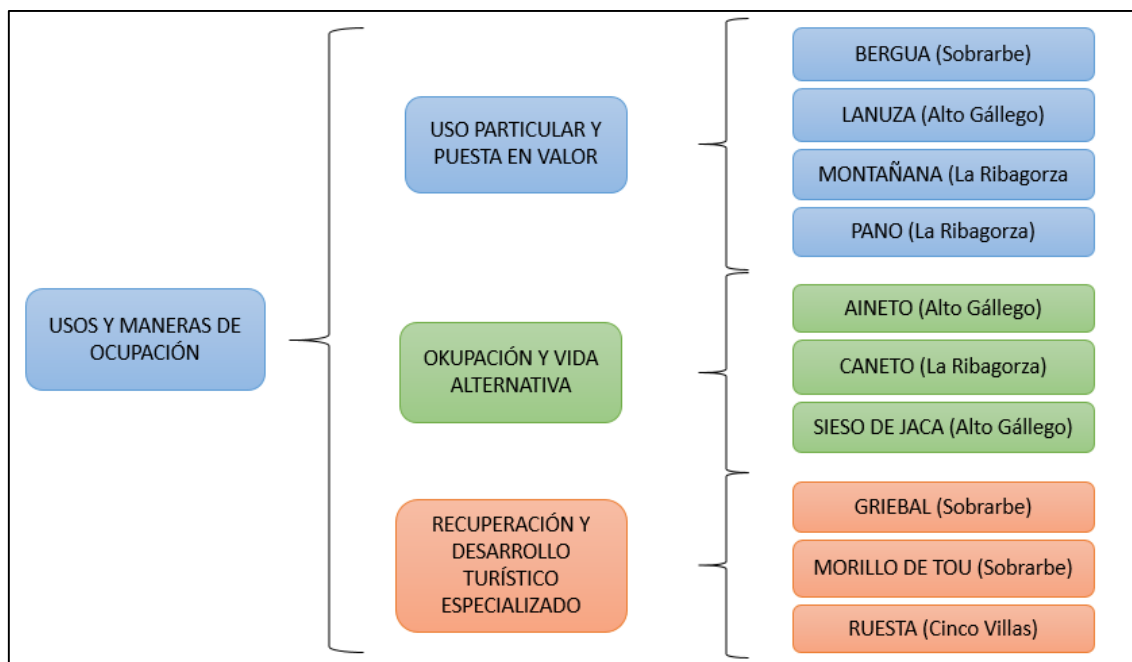 USOS Y MANERAS DE
OCUPACIÓN
USO PARTICULAR Y
PUESTA EN VALOR
BERGUA (Sobrarbe)
LANUZA (Alto Gállego)
MONTAÑANA (La Ribagorza
PANO (La Ribagorza)
OKUPACIÓN Y VIDA
ALTERNATIVA
AINETO (Alto Gállego)
CANETO (La Ribagorza)
SIESO DE JACA (Alto Gállego)
RECUPERACIÓN Y
DESARROLLO
TURÍSTICO
ESPECIALIZADO
GRIEBAL (Sobrarbe)
MORILLO DE TOU (Sobrarbe)
RUESTA (Cinco Villas)